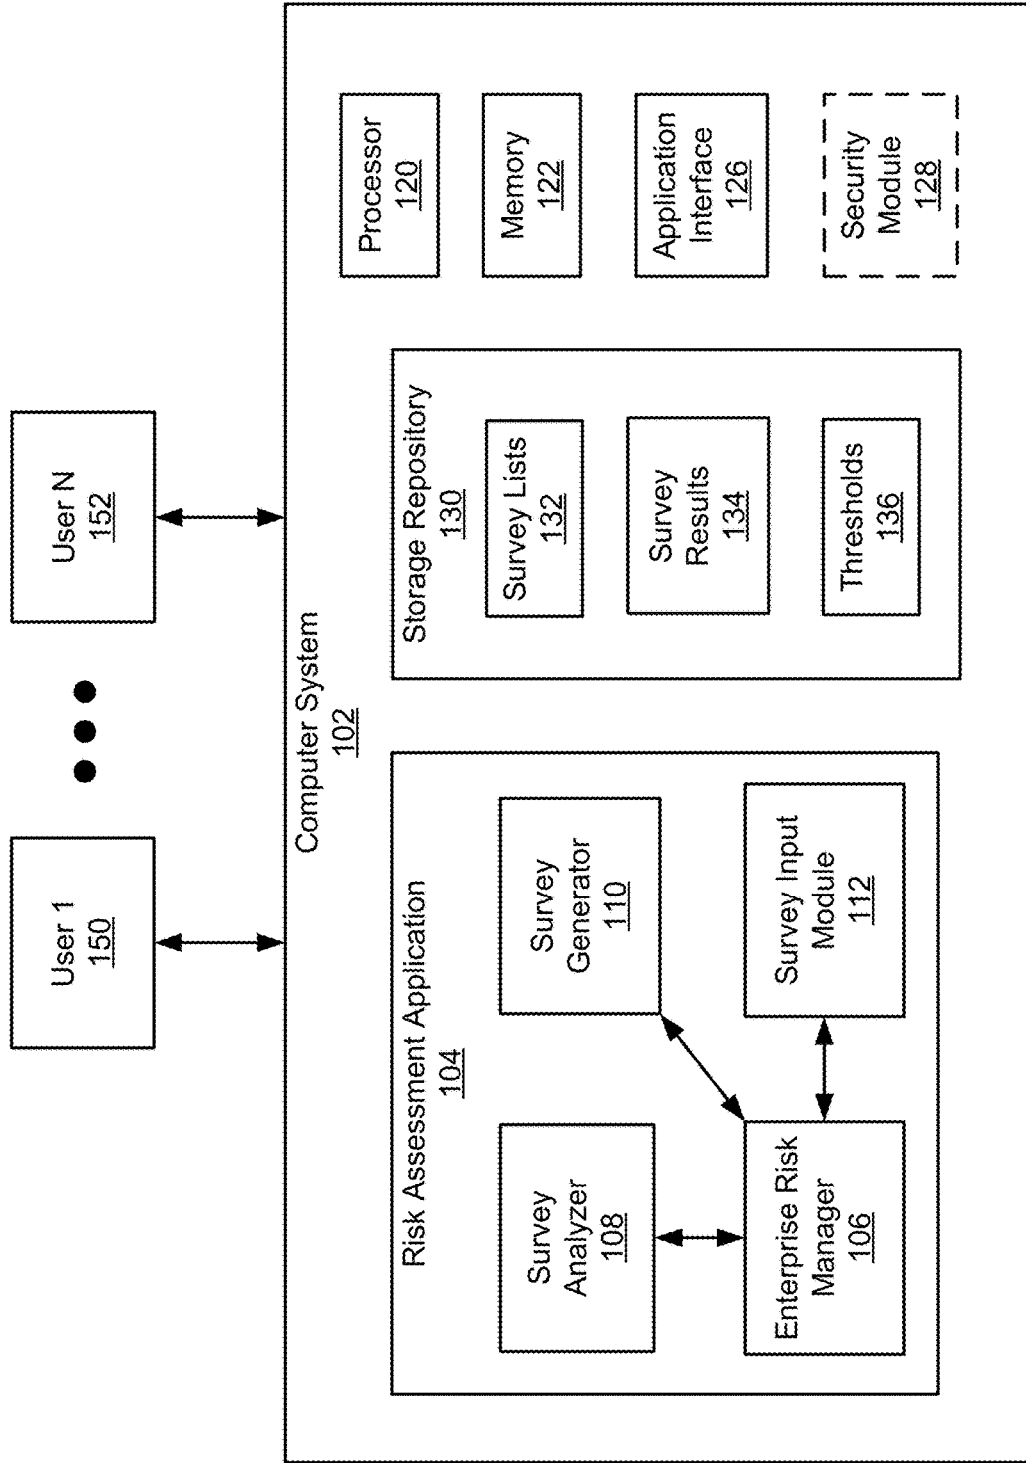 User 1
150
User N
152
Computer System
102
Risk Assessment Application
104
Survey
Analyzer
108
Survey
Generator
110
Enterprise Risk
Manager
106
Survey Input
Module
112
Storage Repository
130
Survey Lists
132
Survey
Results
134
Thresholds
136
Processor
120
Memory
122
Application
Interface
126
Security
Module
128